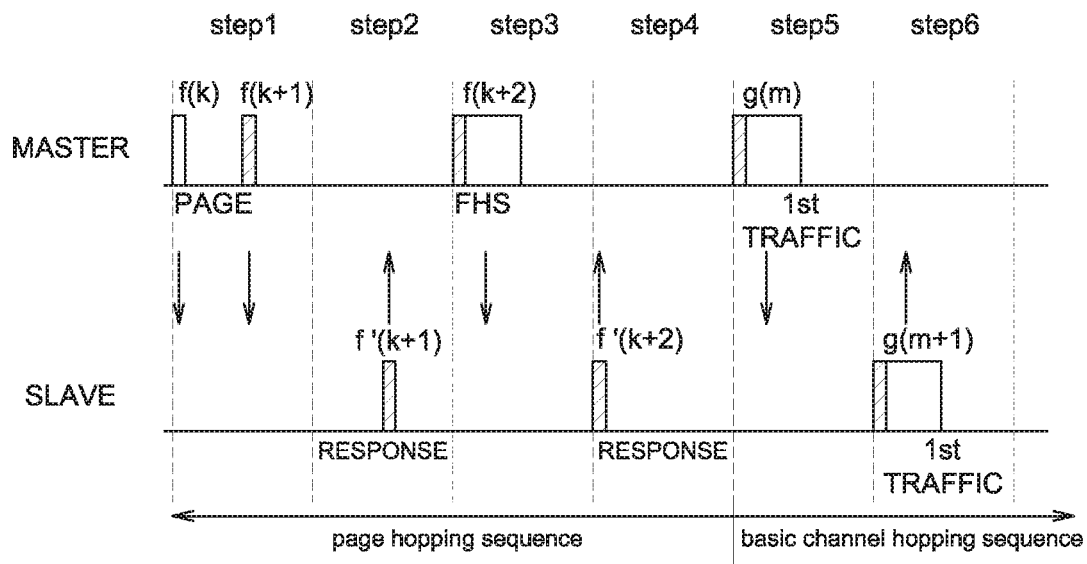 step1 step2 step3 step4 step5 step6
f(k) f(k+1) f(k+2) g(m)
MASTER
PAGE FHS 1st
TRAFFIC
f '(k+1) f '(k+2) g(m+1)
SLAVE
RESPONSE RESPONSE 1st
TRAFFIC
page hopping sequence basic channel hopping sequence